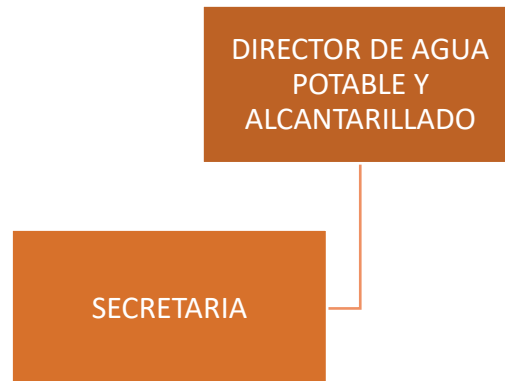 DIRECTOR DE AGUA
POTABLE Y
ALCANTARILLADO
SECRETARIA